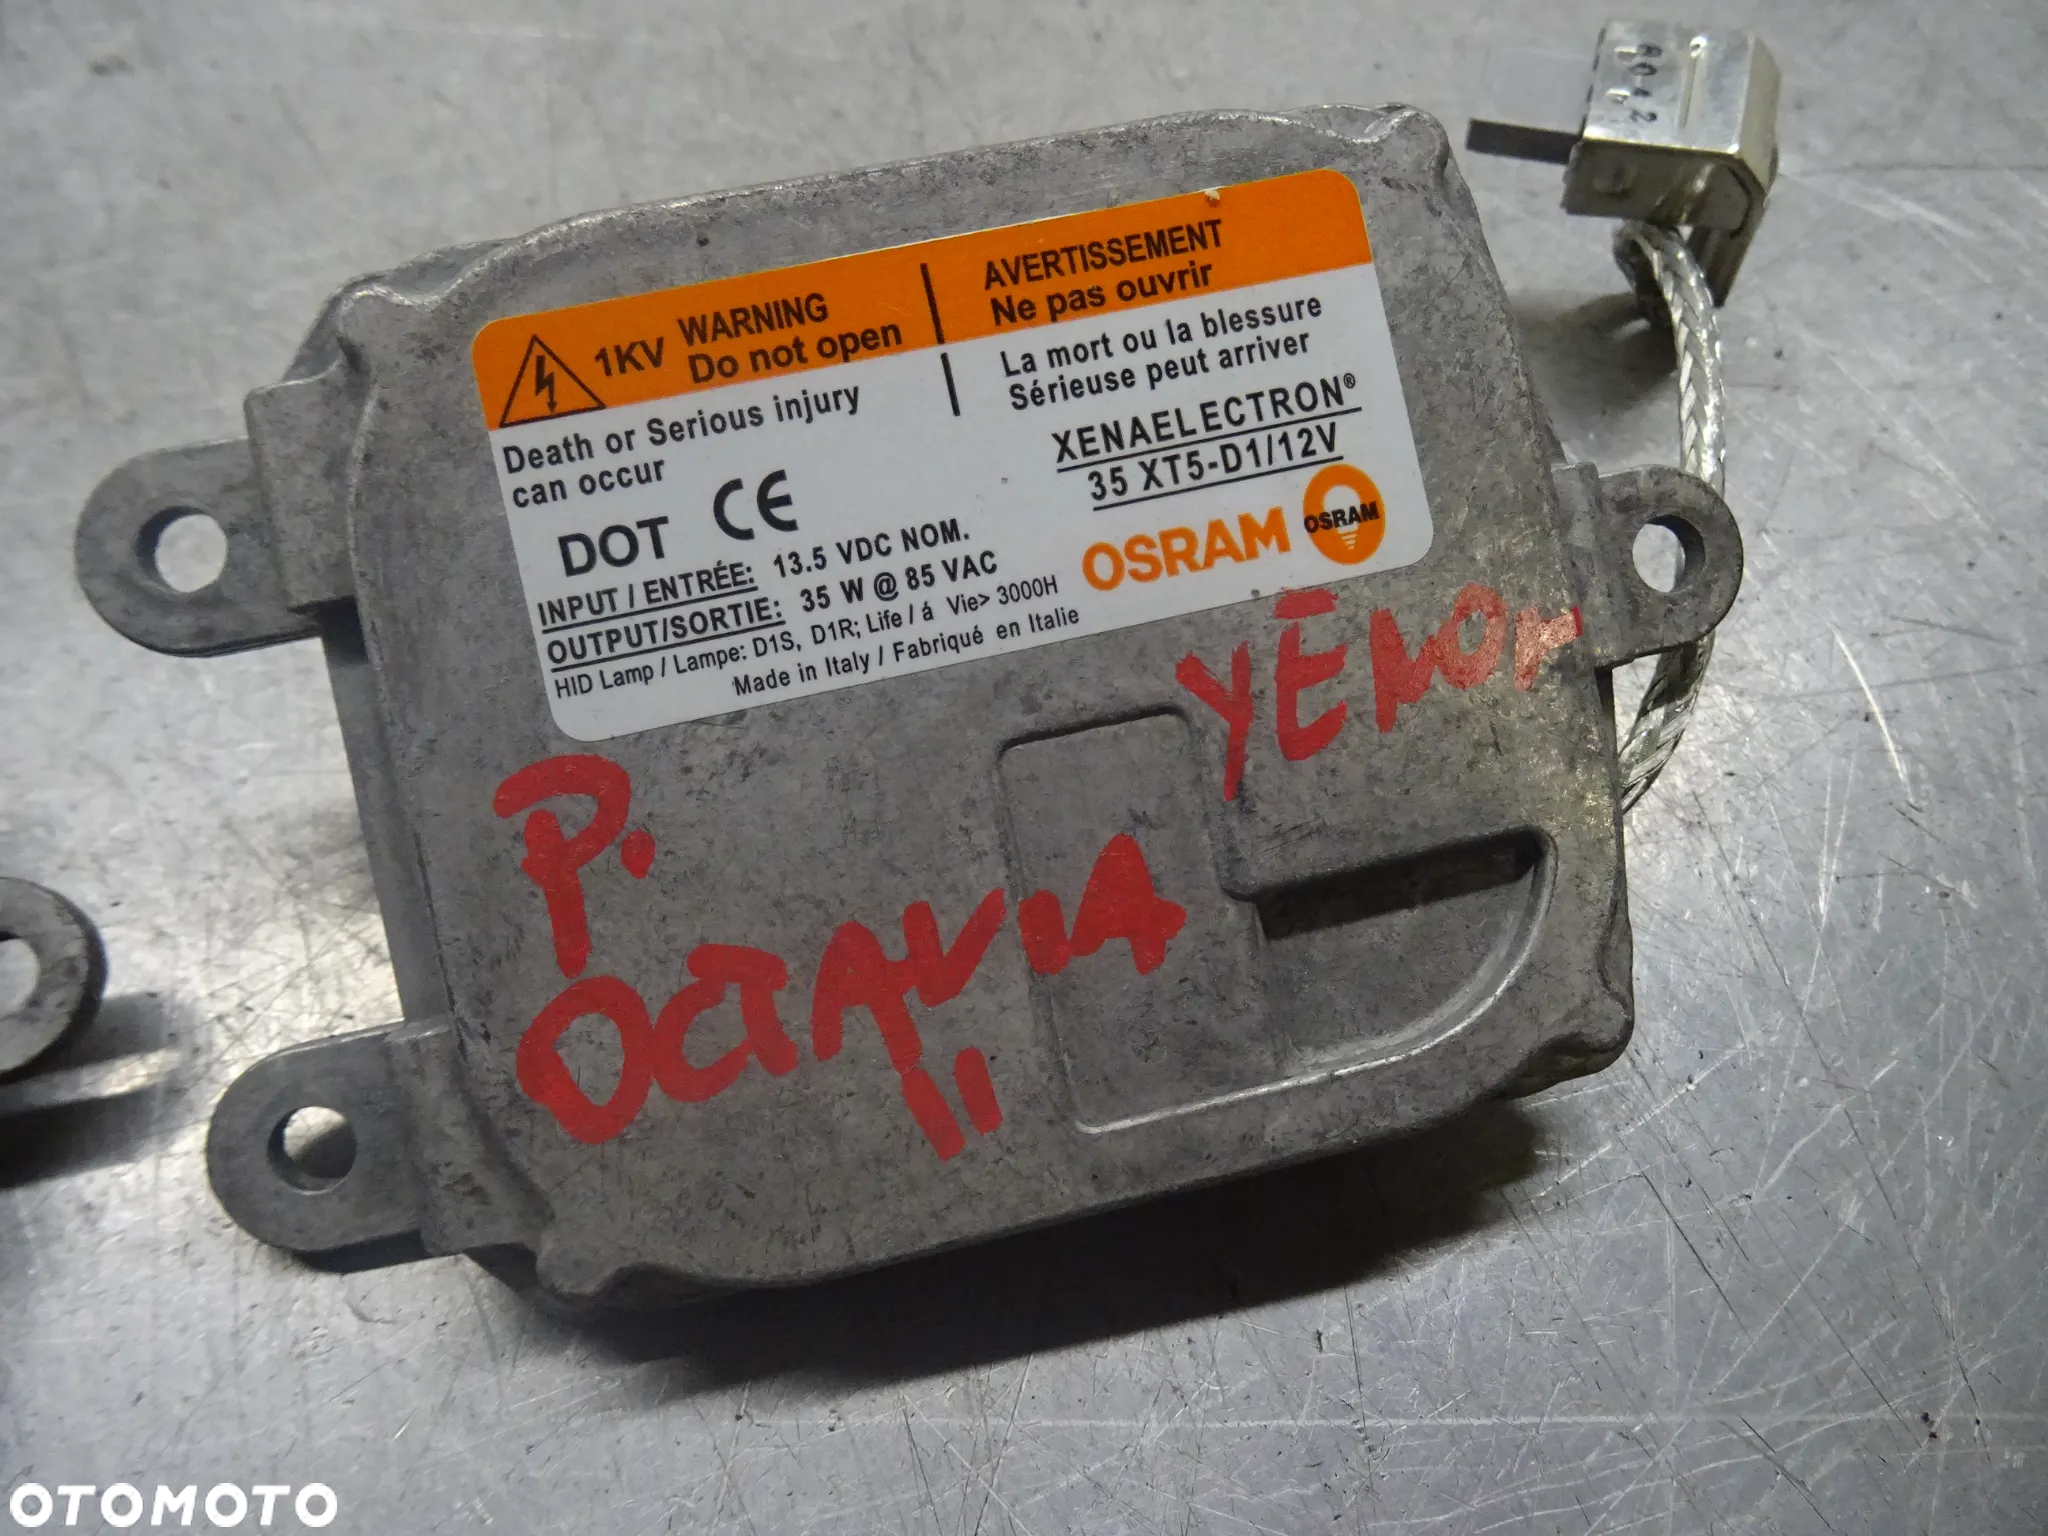 1KV
WARNING
Do not open
AVERTISSEMENT
Ne pas ouvrir
Death or Serious injury
can occur
La mort ou la blessure
Sérieuse peut arriver
XENAELECTRON®
35 XT5-D1/12V
DOT CE
INPUT / ENTRÉE: 13.5 VDC NOM.
OUTPUT/SORTIE: 35 W @ 85 VAC
HID Lamp / Lampe: D1S, D1R; Life / á Vie> 3000H
Made in Italy / Fabriqué en Italie
OSRAM
OSRAM
YENON
P.
OCTAVIA
II
OTOMOTO